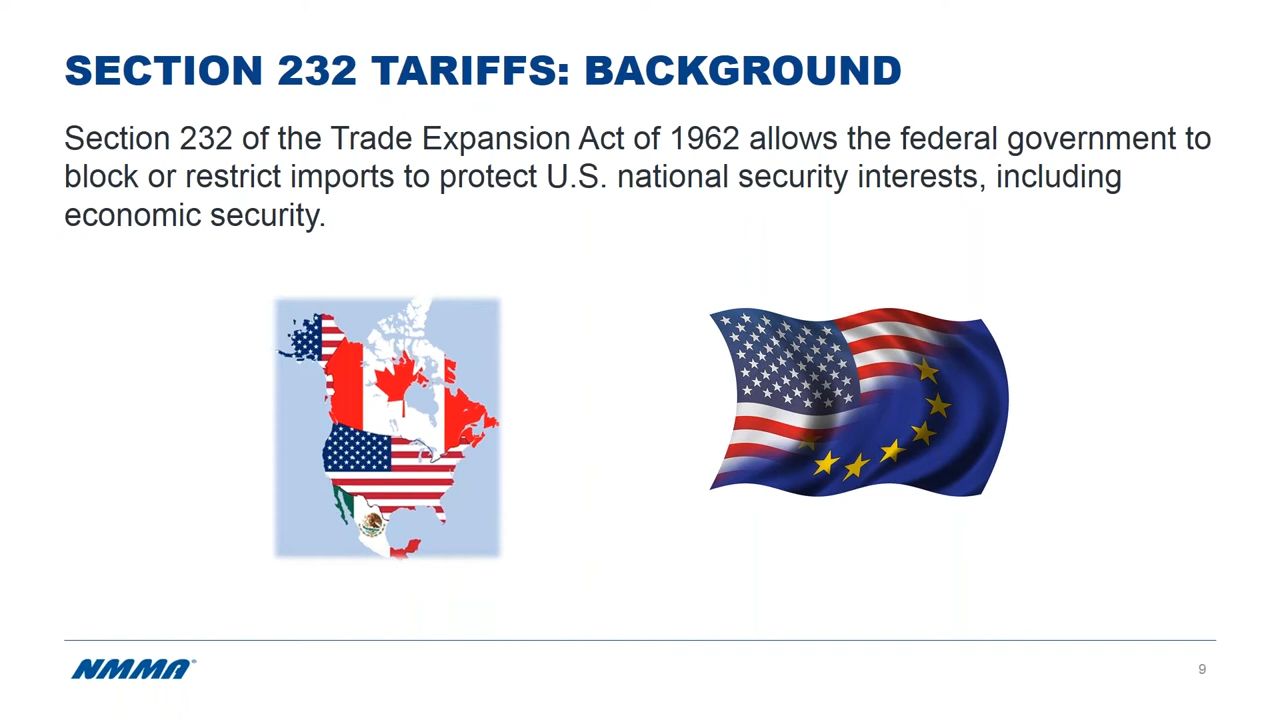 SECTION 232 TARIFFS: BACKGROUND
Section 232 of the Trade Expansion Act of 1962 allows the federal government to
block or restrict imports to protect U.S. national security interests, including
economic security.
NMMA®
9